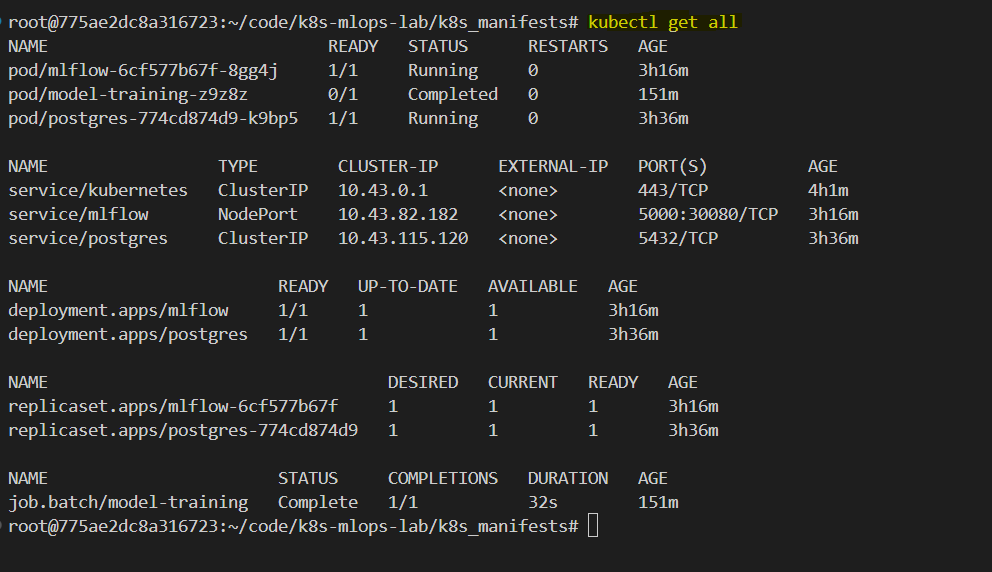 root@775ae2dc8a316723:~/code/k8s-mlops-lab/k8s_manifests# kubectl get all
NAME                          READY   STATUS      RESTARTS   AGE
pod/mlflow-6cf577b67f-8gg4j     1/1     Running     0          3h16m
pod/model-training-z9z8z        0/1     Completed   0          151m
pod/postgres-774cd874d9-k9bp5   1/1     Running     0          3h36m

NAME                 TYPE        CLUSTER-IP      EXTERNAL-IP   PORT(S)          AGE
service/kubernetes   ClusterIP   10.43.0.1       <none>        443/TCP          4h1m
service/mlflow       NodePort    10.43.82.182    <none>        5000:30080/TCP   3h16m
service/postgres     ClusterIP   10.43.115.120   <none>        5432/TCP         3h36m

NAME                       READY   UP-TO-DATE   AVAILABLE   AGE
deployment.apps/mlflow     1/1     1            1           3h16m
deployment.apps/postgres   1/1     1            1           3h36m

NAME                                  DESIRED   CURRENT   READY   AGE
replicaset.apps/mlflow-6cf577b67f     1         1         1       3h16m
replicaset.apps/postgres-774cd874d9   1         1         1       3h36m

NAME                       STATUS     COMPLETIONS   DURATION   AGE
job.batch/model-training   Complete   1/1           32s        151m
root@775ae2dc8a316723:~/code/k8s-mlops-lab/k8s_manifests#